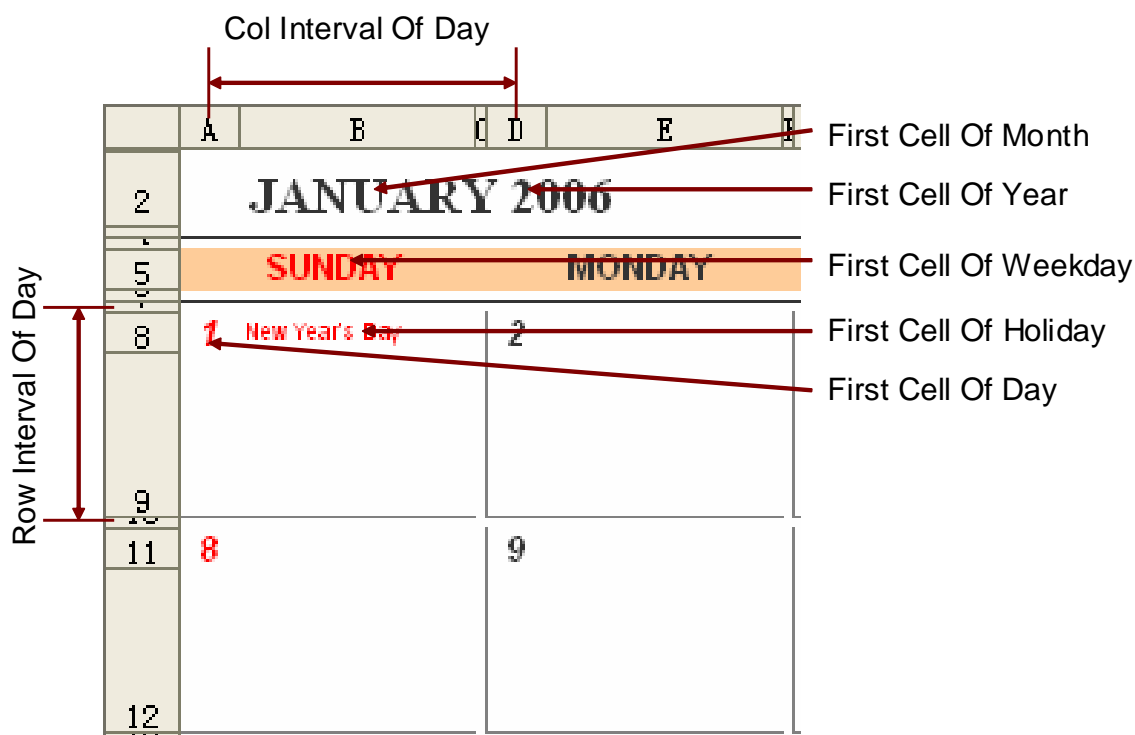 Col Interval Of Day
A B C D E
First Cell Of Month
2 JANUARY 2006
First Cell Of Year
5 SUNDAY MONDAY
First Cell Of Weekday
8 1 New Year's Day 2
First Cell Of Holiday
First Cell Of Day
Row Interval Of Day
9
11 8 9
12